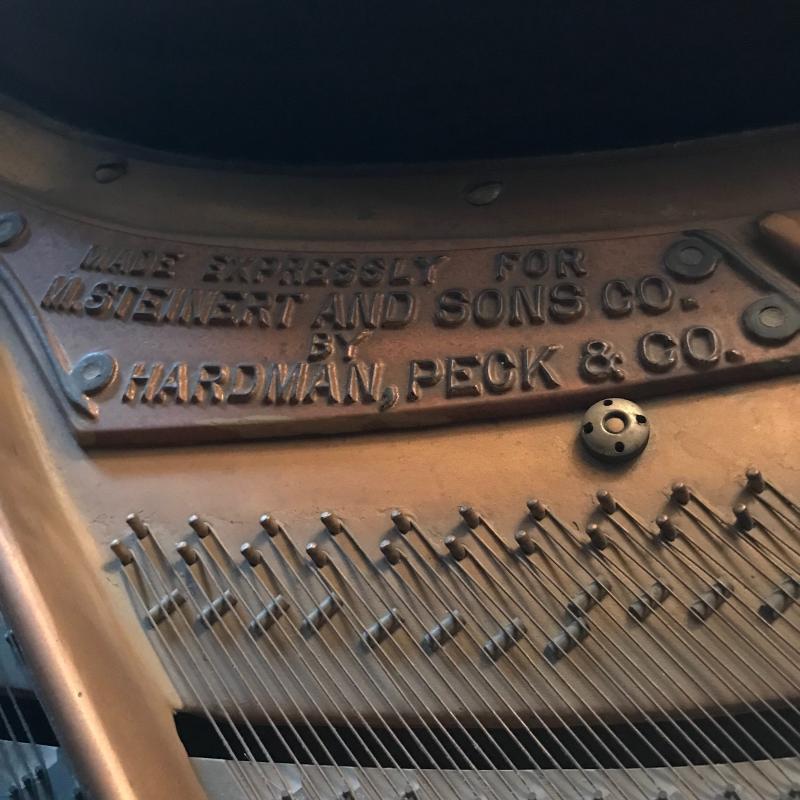 MADE EXPRESSLY FOR
M. STEINERT AND SONS CO.
BY
HARDMAN, PECK & CO.